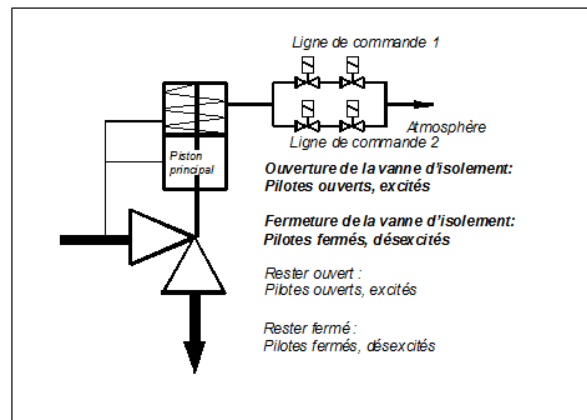 Ligne de commande 1
Atmosphère
Ligne de commande 2
Piston
principal
Ouverture de la vanne d'isolement:
Pilotes ouverts, excités
Fermeture de la vanne d'isolement:
Pilotes fermés, désexcités
Rester ouvert :
Pilotes ouverts, excités
Rester fermé :
Pilotes fermés, désexcités